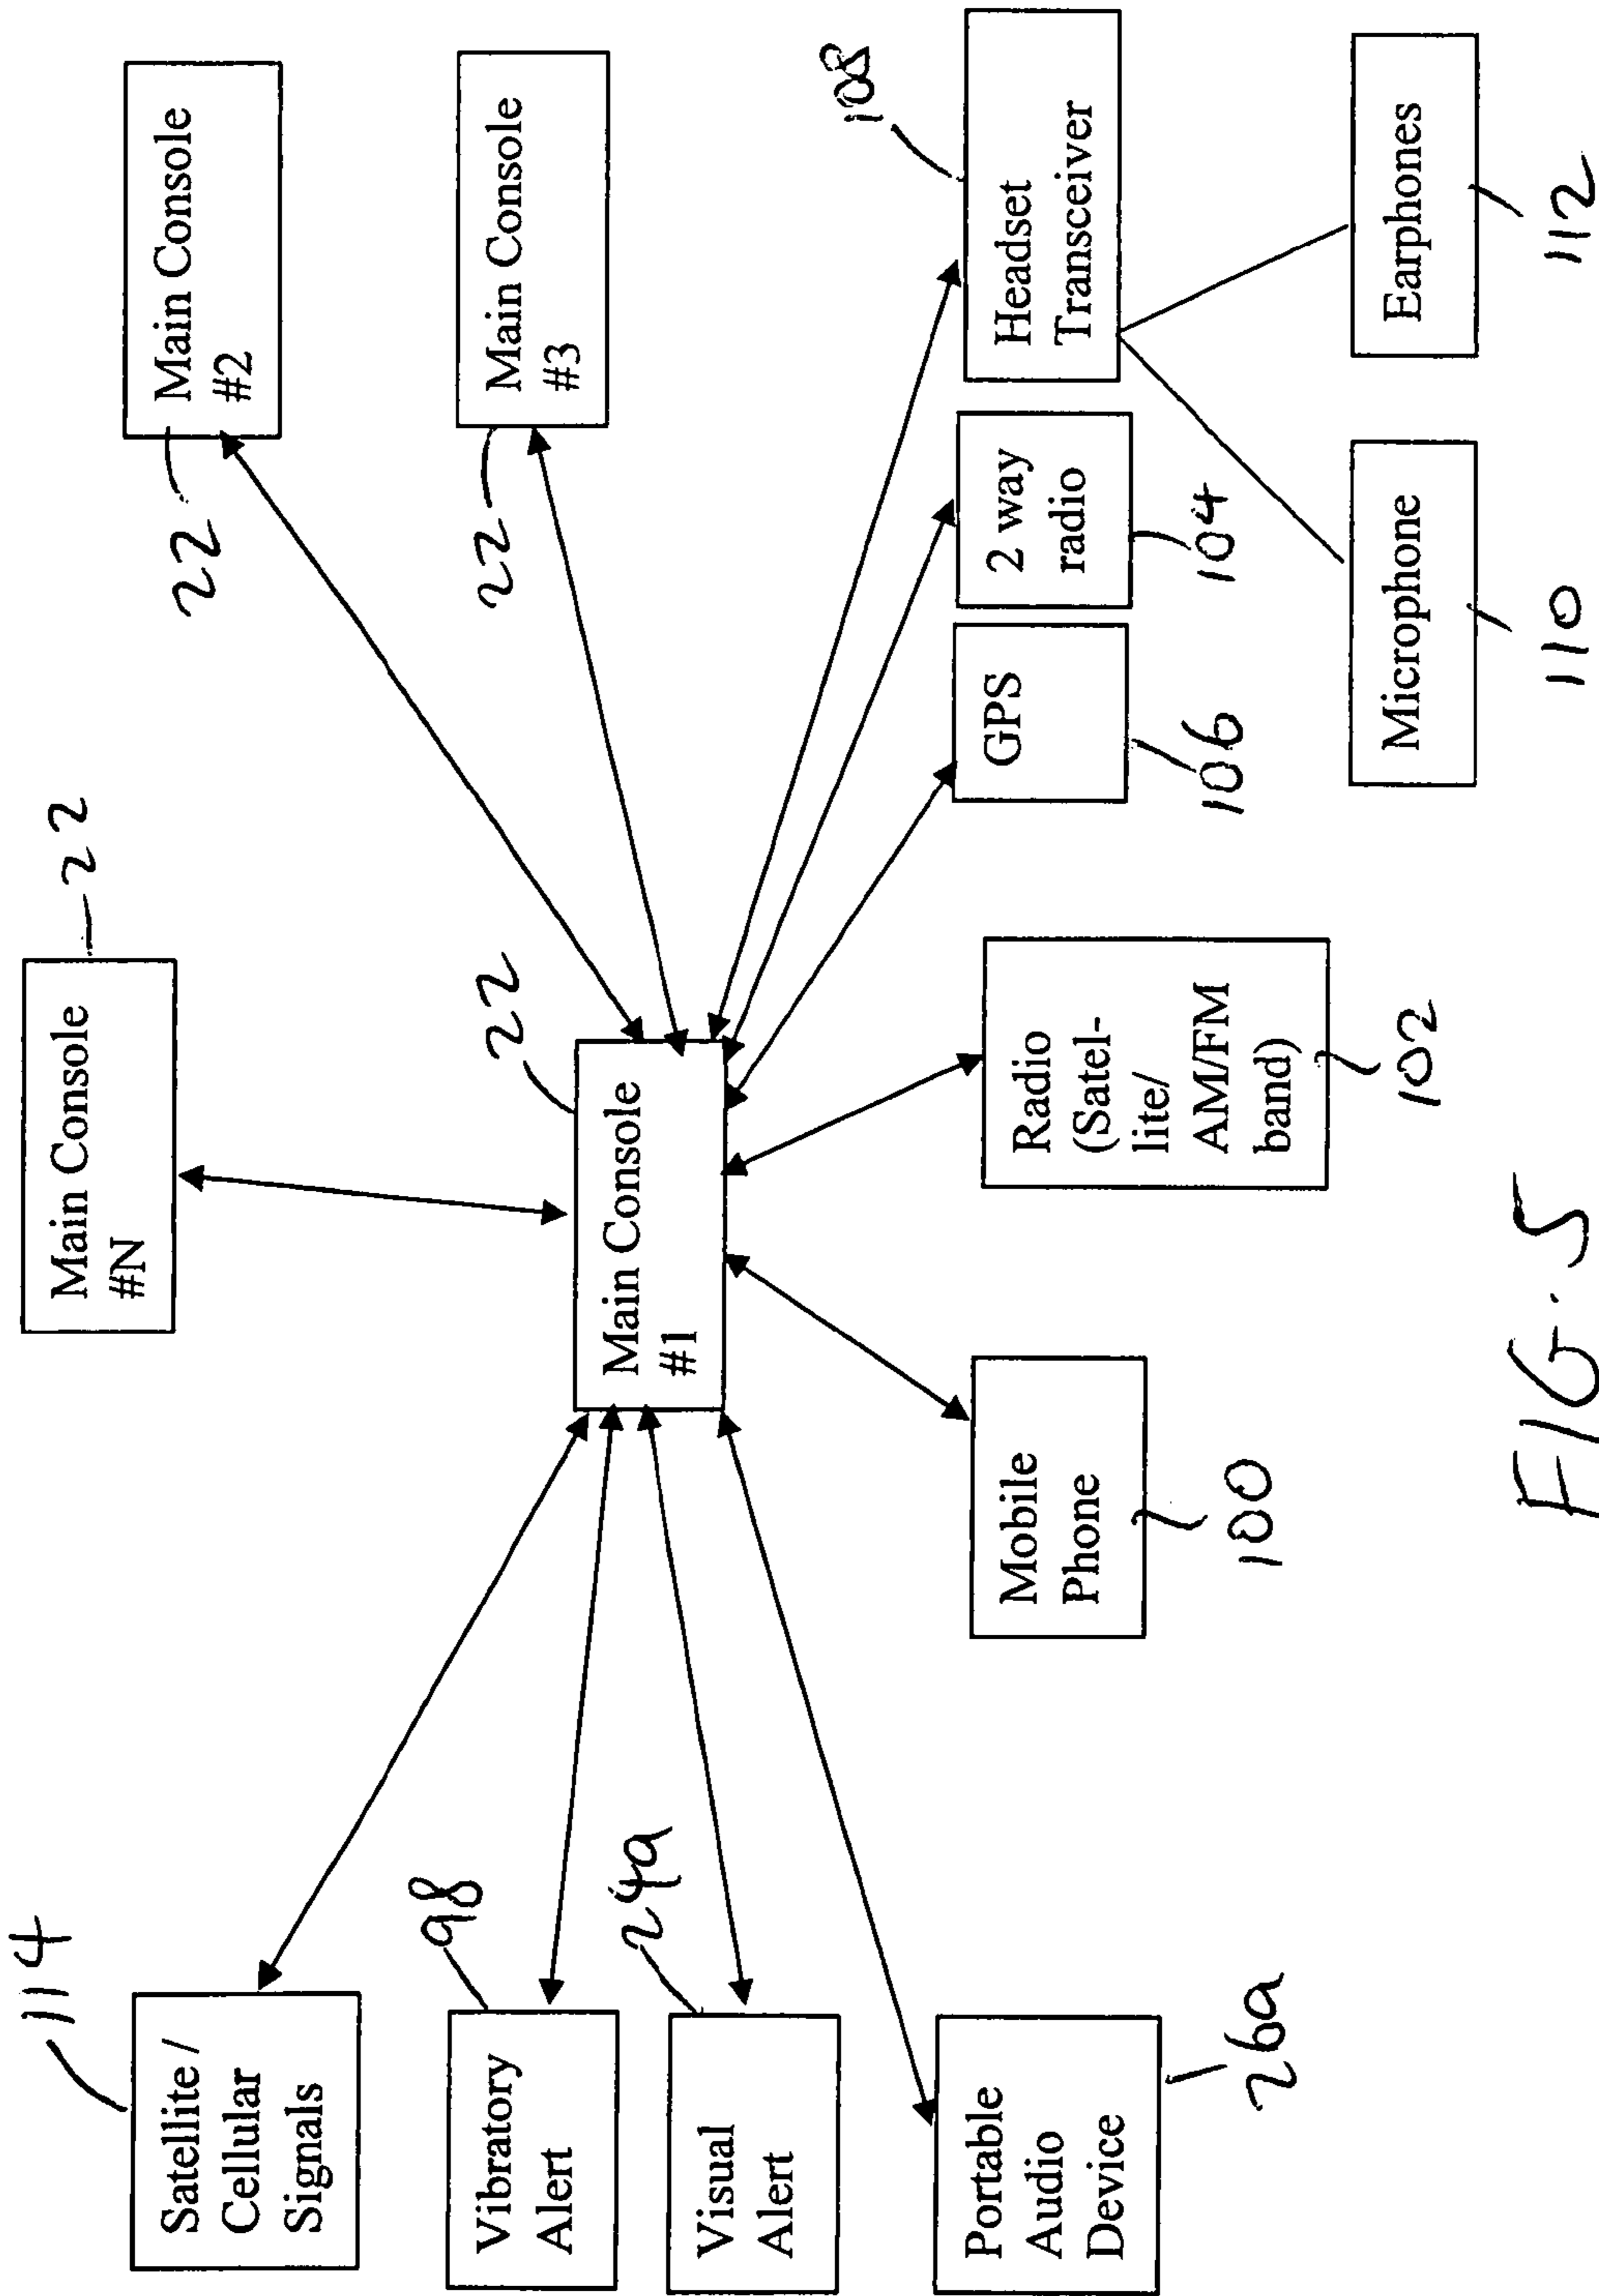 Main Console
#N
22
Main Console
#2
22
Main Console
#3
22
Main Console
#1
22
114
Satellite /
Cellular
Signals
98
Vibratory
Alert
24a
Visual
Alert
Portable
Audio
Device
26a
Mobile
Phone
100
Radio
(Satel-
lite/
AM/FM
band)
102
GPS
106
2 way
radio
104
108
Headset
Transceiver
Microphone
110
Earphones
112
FIG. 5